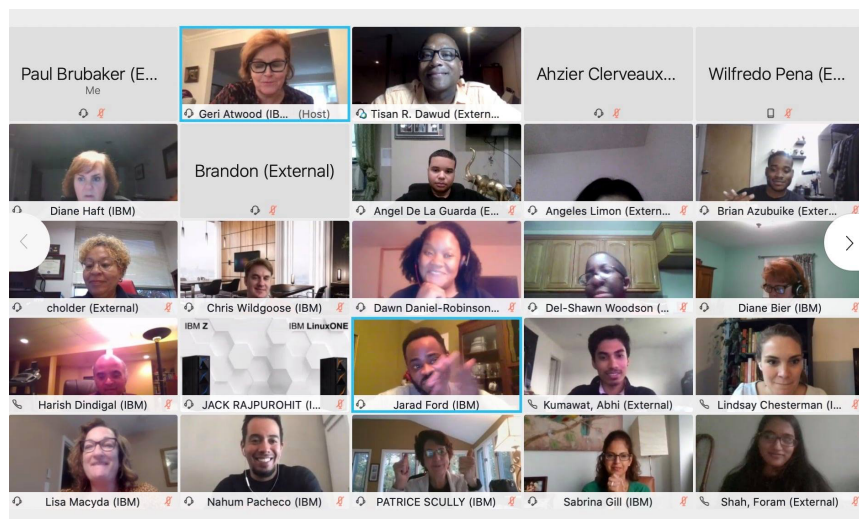 Paul Brubaker (E...
Me
Geri Atwood (IB... (Host)
Tisan R. Dawud (Extern...
Ahzier Clerveaux...
Wilfredo Pena (E...
Diane Haft (IBM)
Brandon (External)
Angel De La Guarda (E...
Angeles Limon (Extern...
Brian Azubuike (Exter...
cholder (External)
Chris Wildgoose (IBM)
Dawn Daniel-Robinson...
Del-Shawn Woodson (...
Diane Bier (IBM)
Harish Dindigal (IBM)
IBM Z IBM LinuxONE
JACK RAJPUROHIT (I...
Jarad Ford (IBM)
Kumawat, Abhi (External)
Lindsay Chesterman (I...
Lisa Macyda (IBM)
Nahum Pacheco (IBM)
PATRICE SCULLY (IBM)
Sabrina Gill (IBM)
Shah, Foram (External)